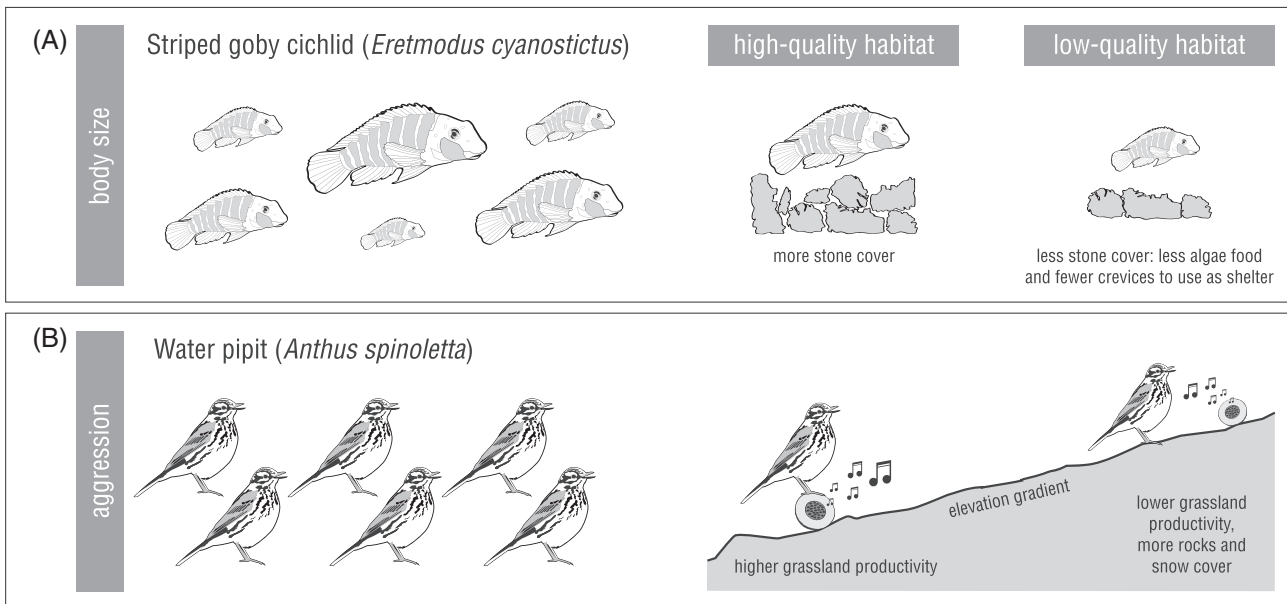 (A)
body size
Striped goby cichlid (Eretmodus cyanostictus)
high-quality habitat
low-quality habitat
more stone cover
less stone cover: less algae food
and fewer crevices to use as shelter
(B)
aggression
Water pipit (Anthus spinoletta)
elevation gradient
higher grassland productivity
lower grassland
productivity,
more rocks and
snow cover